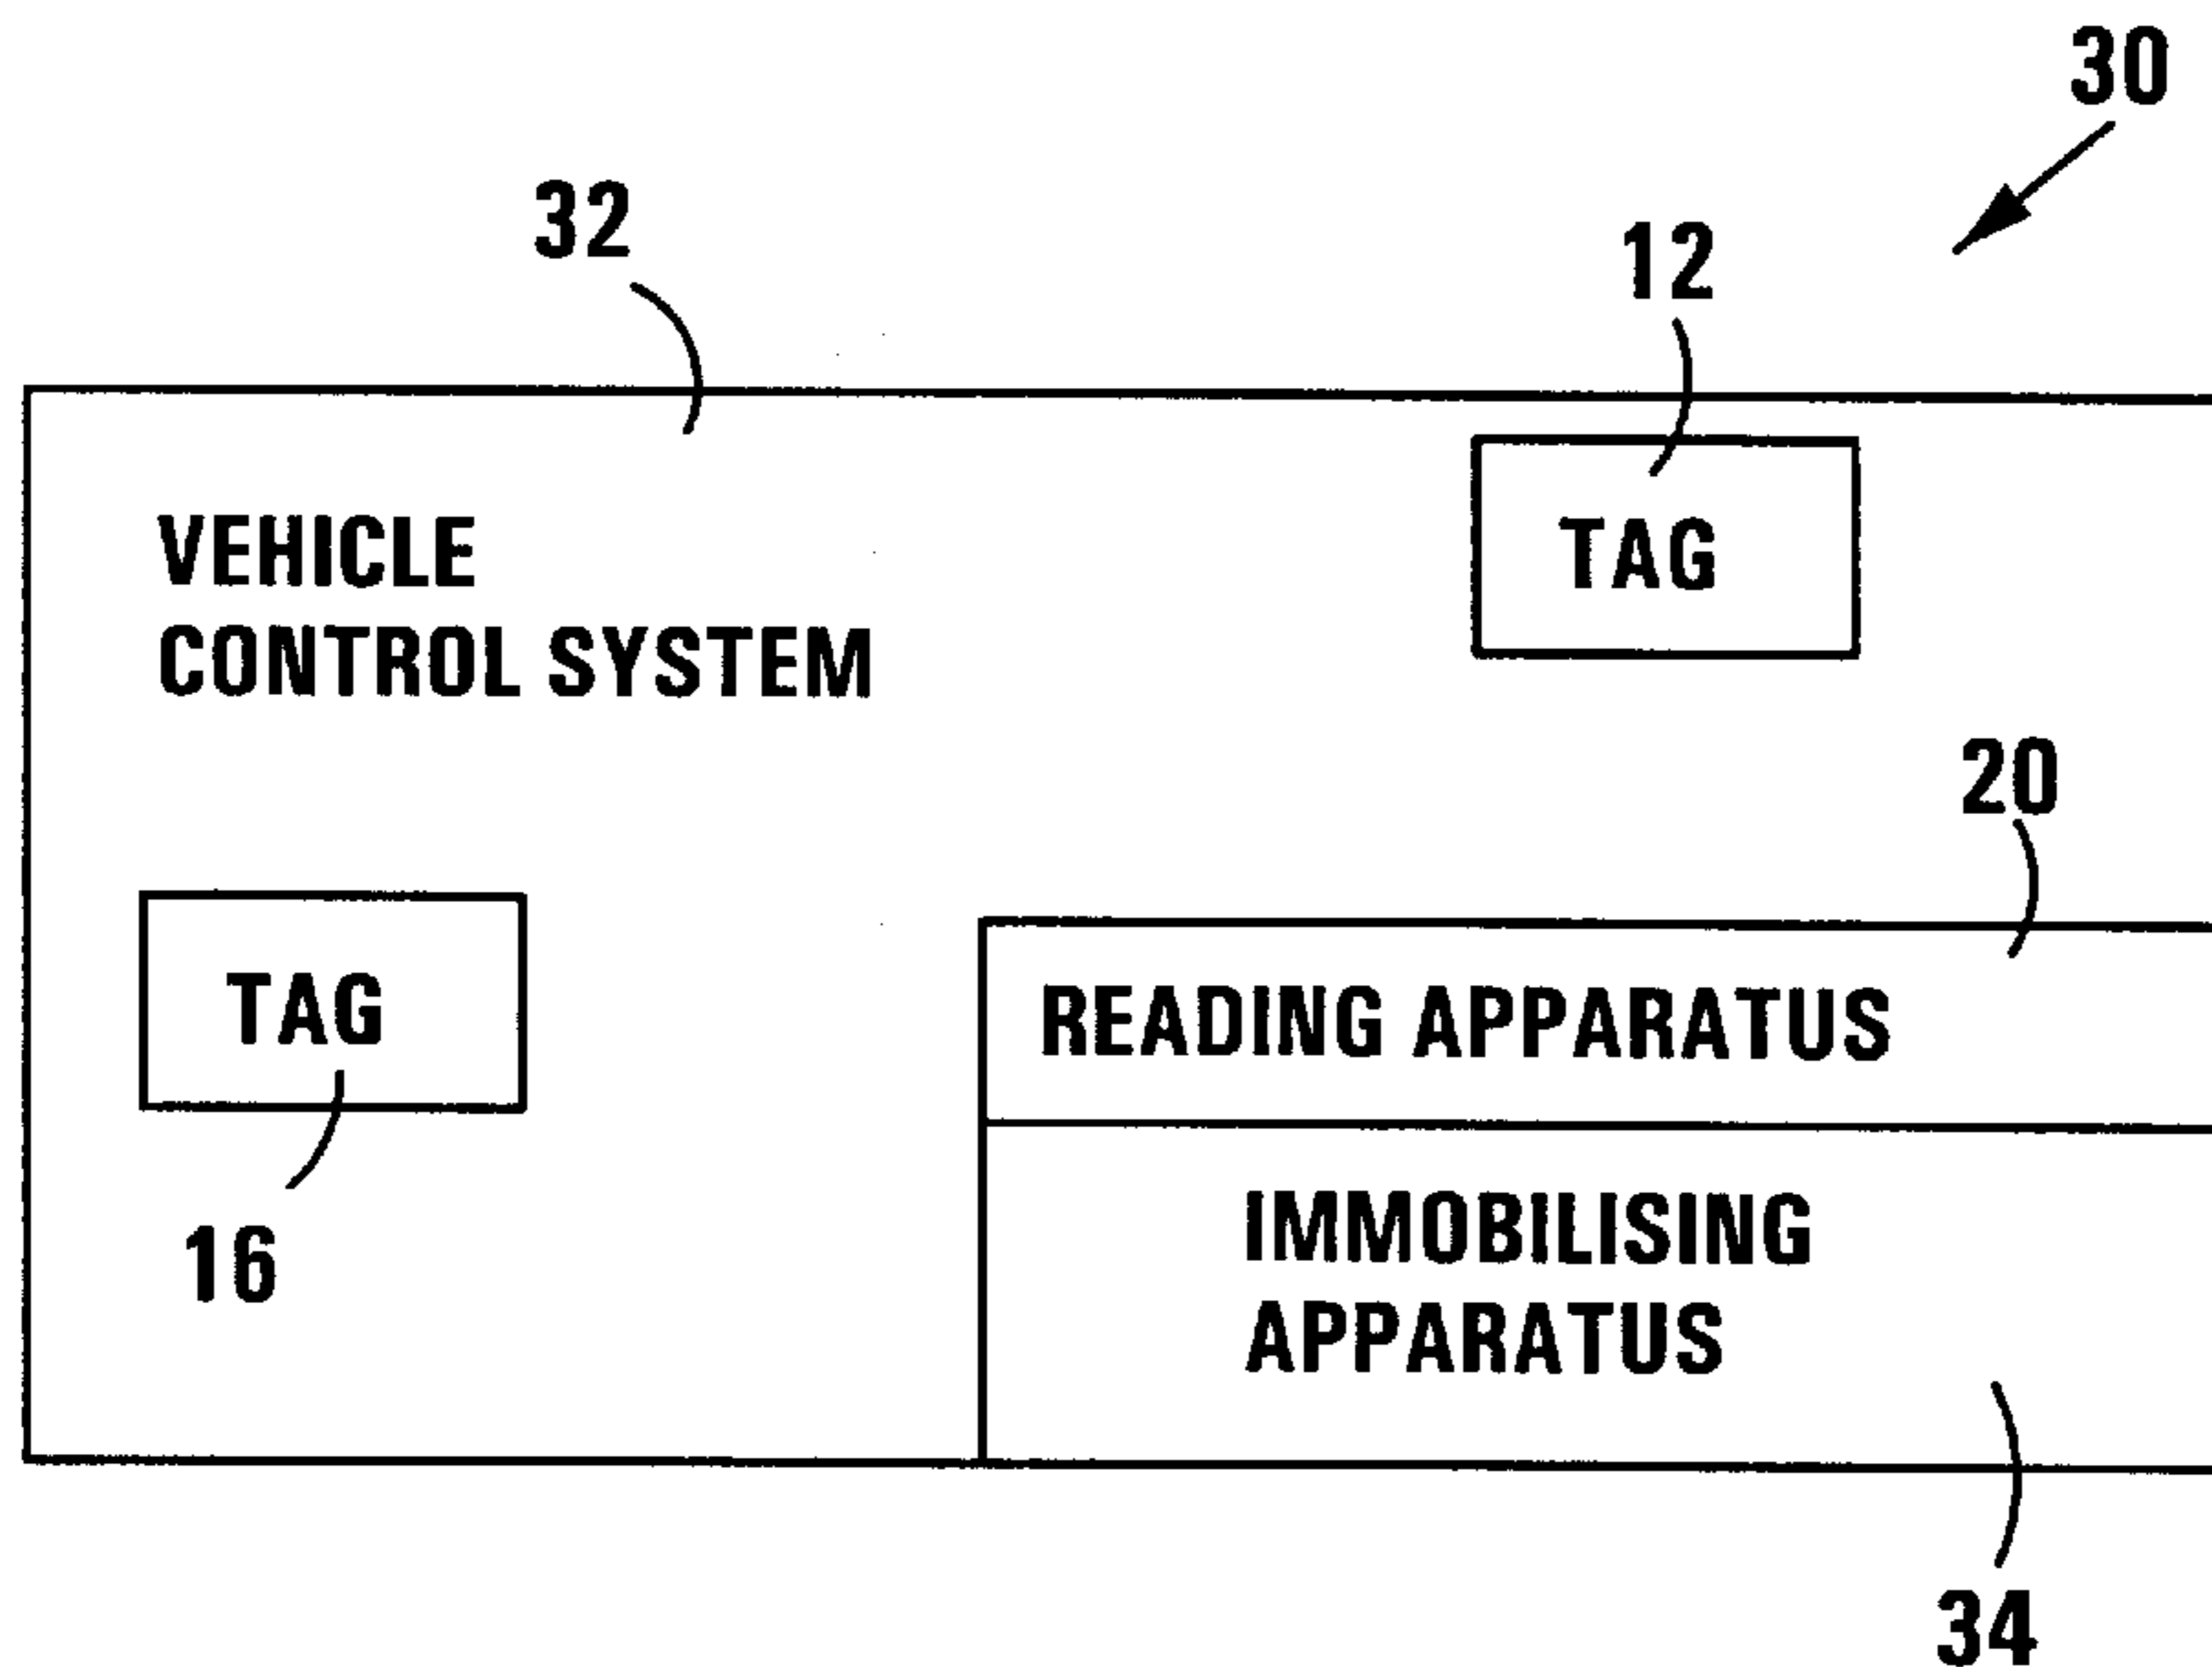 30
32
12
VEHICLE
CONTROL SYSTEM
TAG
20
TAG
READING APPARATUS
16
IMMOBILISING
APPARATUS
34